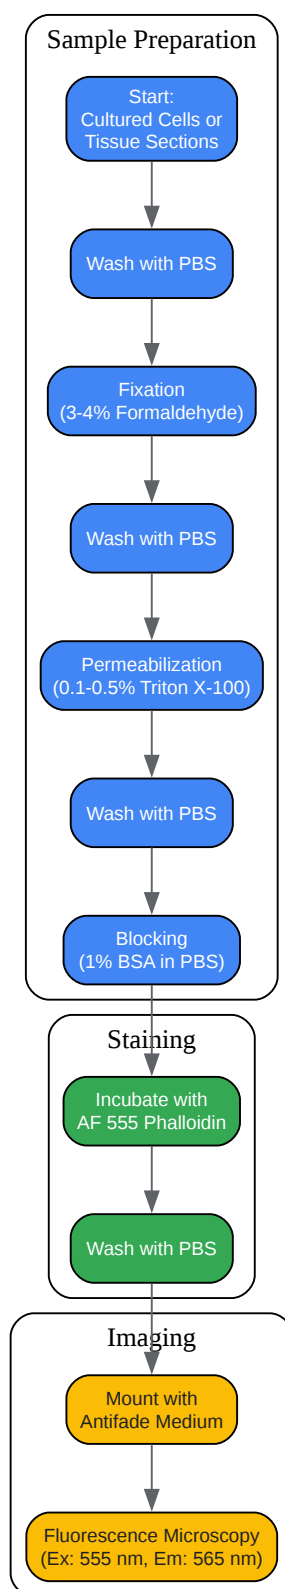 Sample Preparation
Start:
Cultured Cells or
Tissue Sections
Wash with PBS
Fixation
(3-4% Formaldehyde)
Wash with PBS
Permeabilization
(0.1-0.5% Triton X-100)
Wash with PBS
Blocking
(1% BSA in PBS)
Staining
Incubate with
AF 555 Phalloidin
Wash with PBS
Imaging
Mount with
Antifade Medium
Fluorescence Microscopy
(Ex: 555 nm, Em: 565 nm)